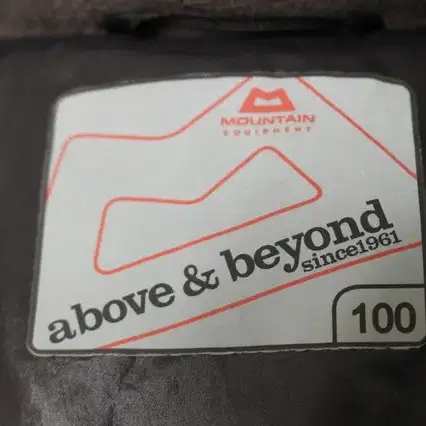 MOUNTAIN
EQUIPMENT
above & beyond
since1961
100